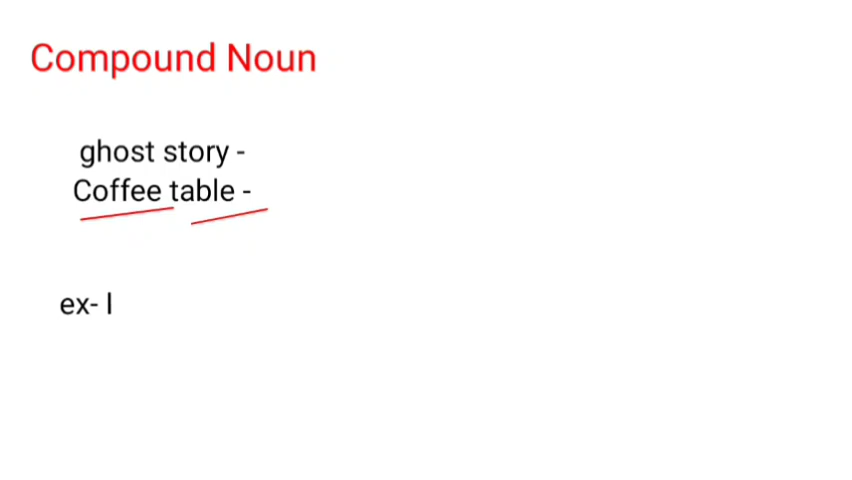 Compound Noun
ghost story -
Coffee table -
ex- I